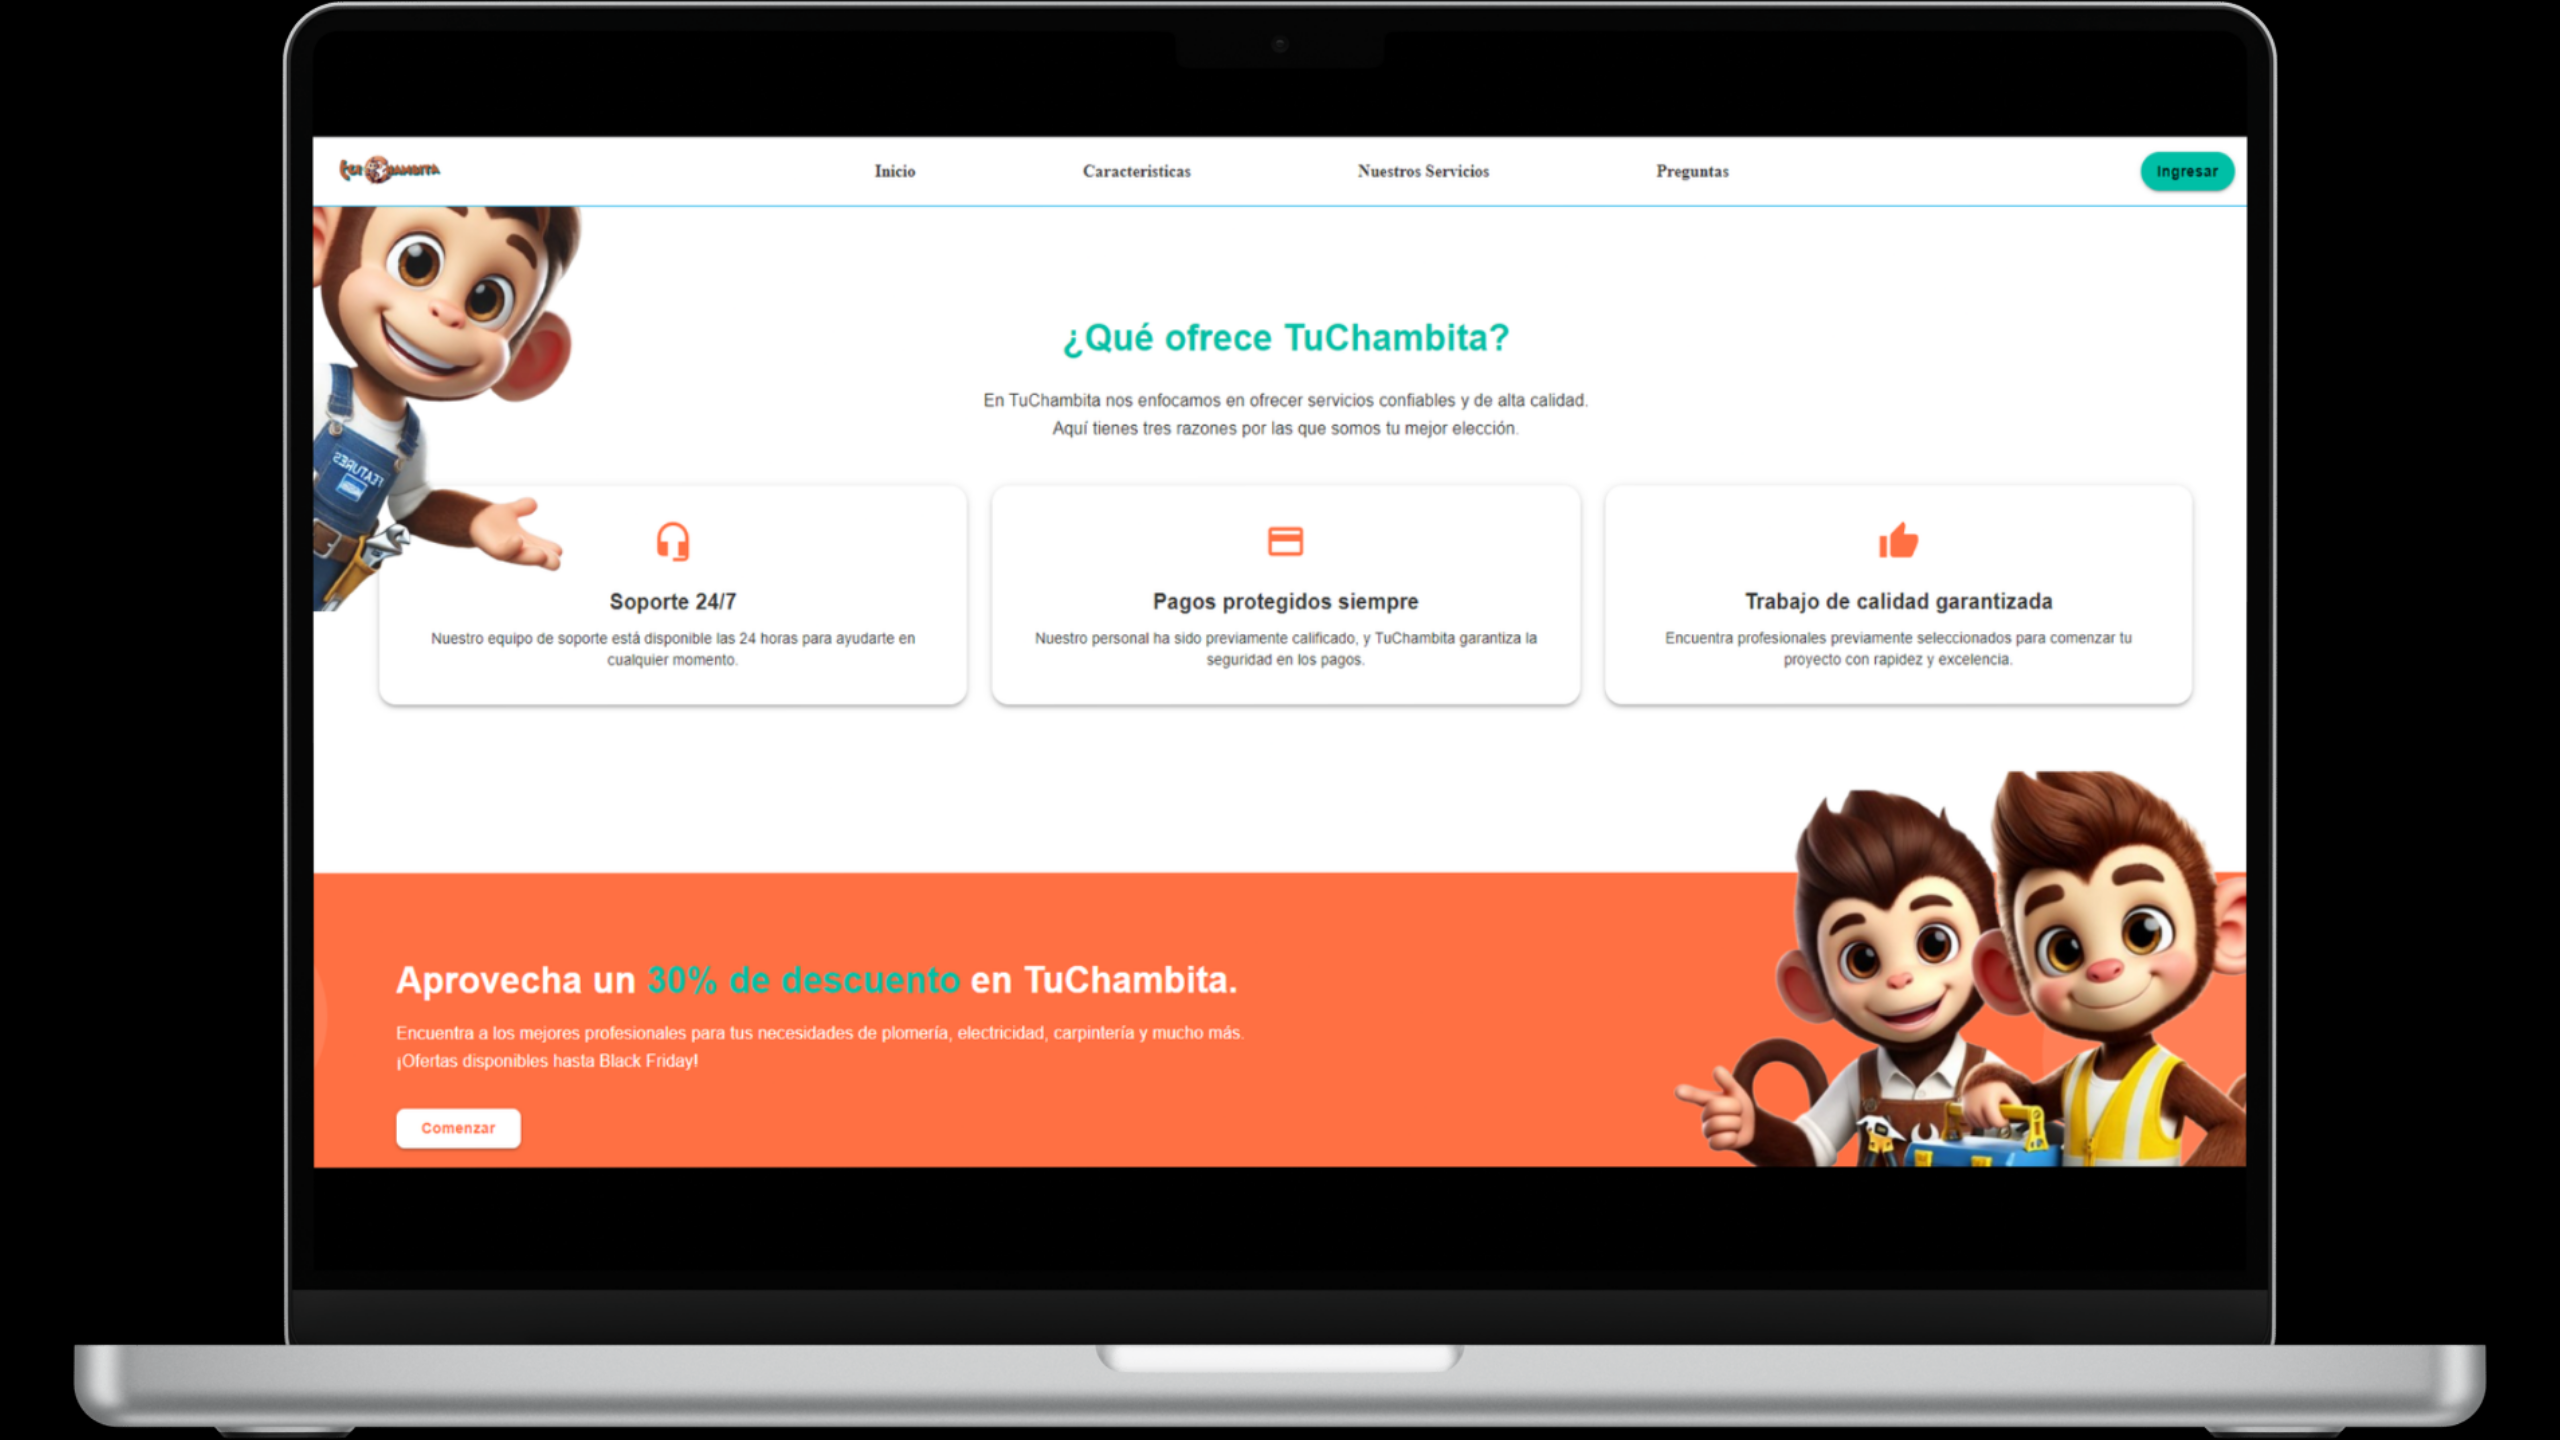 TUCHAMBITA
Inicio
Caracteristicas
Nuestros Servicios
Preguntas
Ingresar
¿Qué ofrece TuChambita?
En TuChambita nos enfocamos en ofrecer servicios confiables y de alta calidad.
Aquí tienes tres razones por las que somos tu mejor elección.
FEATURES
Soporte 24/7
Nuestro equipo de soporte está disponible las 24 horas para ayudarte en
cualquier momento.
Pagos protegidos siempre
Nuestro personal ha sido previamente calificado, y TuChambita garantiza la
seguridad en los pagos.
Trabajo de calidad garantizada
Encuentra profesionales previamente seleccionados para comenzar tu
proyecto con rapidez y excelencia.
Aprovecha un 30% de descuento en TuChambita.
Encuentra a los mejores profesionales para tus necesidades de plomería, electricidad, carpintería y mucho más.
¡Ofertas disponibles hasta Black Friday!
Comenzar